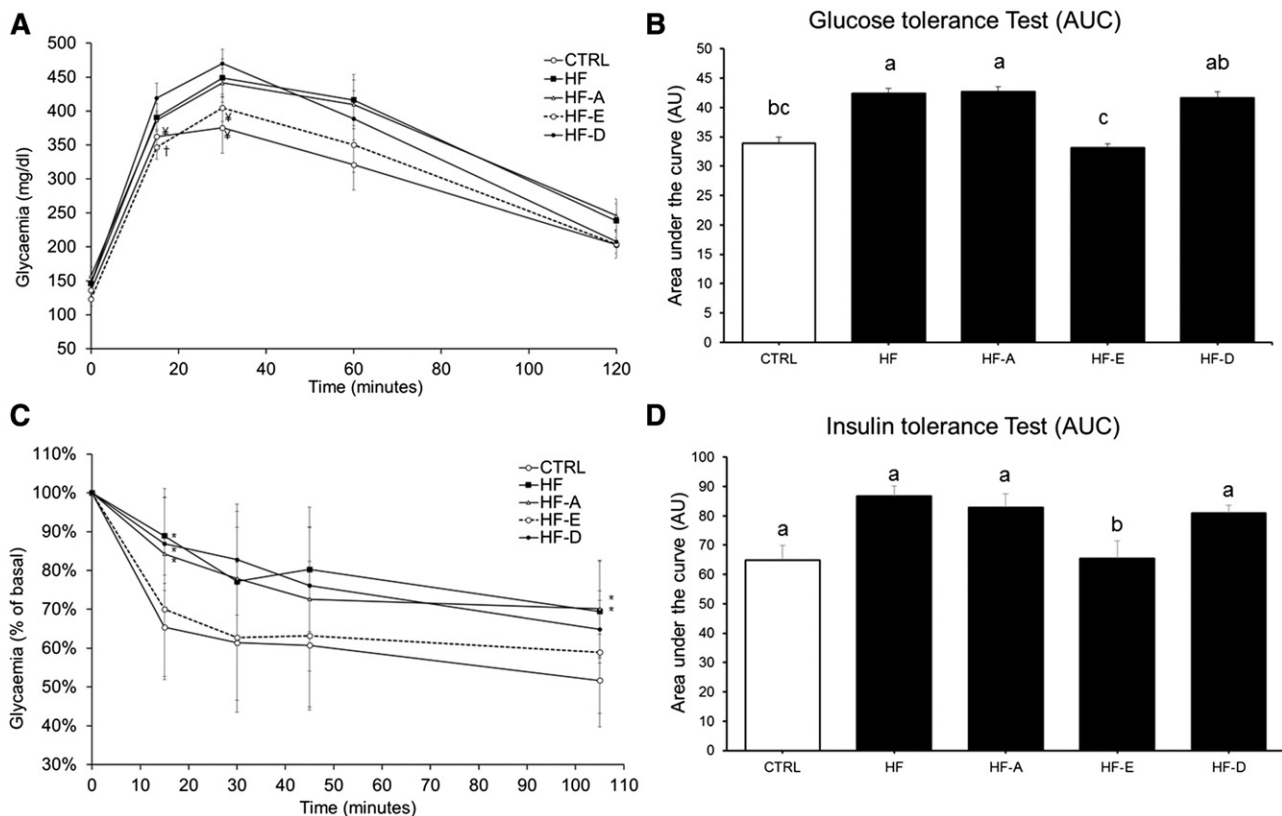 A
500
450
400
350
300
250
200
150
100
50
Glycaemia (mg/dl)
0
20
40
60
80
100
120
Time (minutes)
CTRL
HF
HF-A
HF-E
HF-D
¥
†
¥
¥
B
Glucose tolerance Test (AUC)
50
45
40
35
30
25
20
15
10
5
0
Area under the curve (AU)
bc
a
a
c
ab
CTRL
HF
HF-A
HF-E
HF-D
C
110%
100%
90%
80%
70%
60%
50%
40%
30%
Glycaemia (% of basal)
0
10
20
30
40
50
60
70
80
90
100
110
Time (minutes)
CTRL
HF
HF-A
HF-E
HF-D
*
*
*
*
*
D
Insulin tolerance Test (AUC)
100
90
80
70
60
50
40
30
20
10
0
Area under the curve (AU)
a
a
a
b
a
CTRL
HF
HF-A
HF-E
HF-D